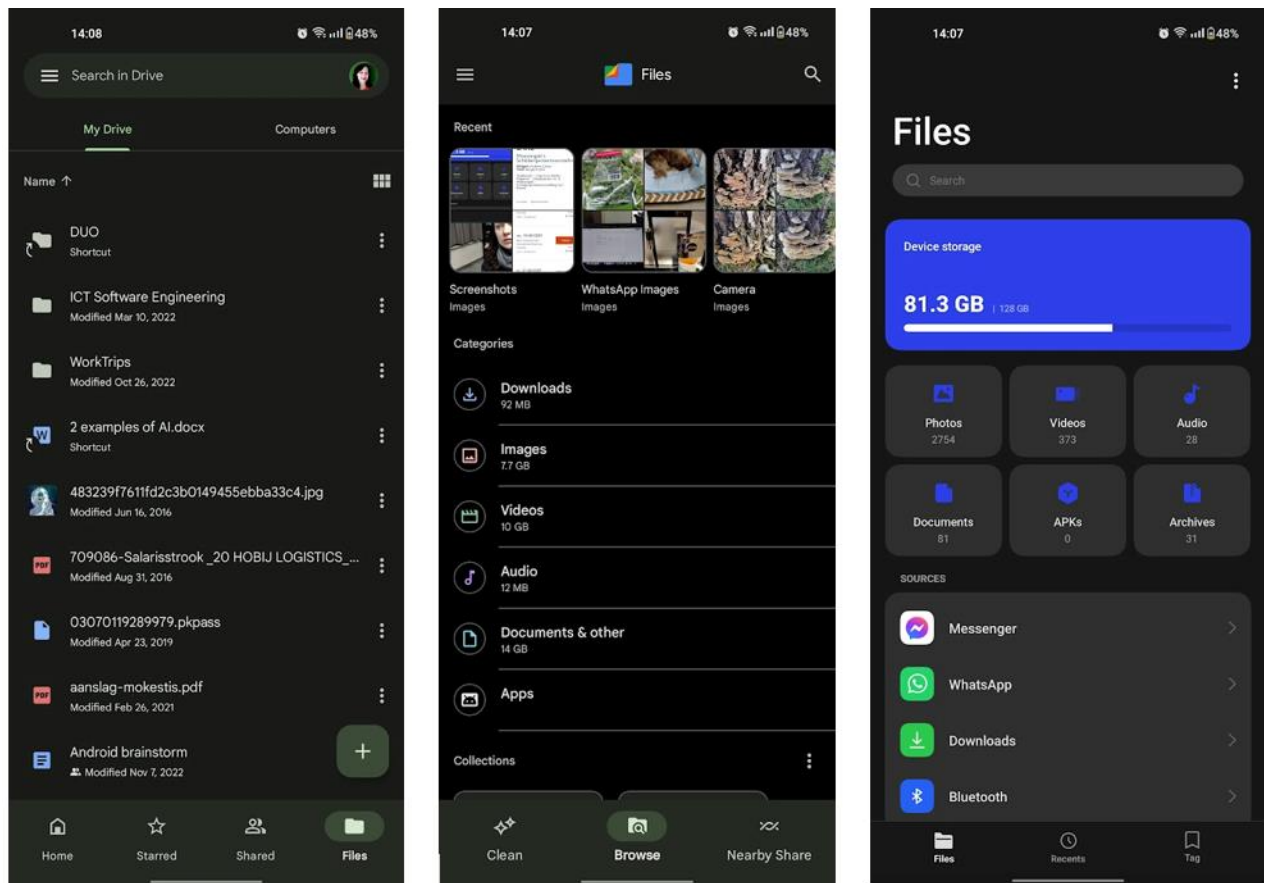 14:08
48%
Search in Drive
My Drive
Computers
Name ↑
DUO
Shortcut
ICT Software Engineering
Modified Mar 10, 2022
WorkTrips
Modified Oct 26, 2022
2 examples of AI.docx
Shortcut
483239f7611fd2c3b0149455ebba33c4.jpg
Modified Jun 16, 2016
709086-Salarisstrook _20 HOBIJ LOGISTICS_...
PDF
Modified Aug 31, 2016
03070119289979.pkpass
Modified Apr 23, 2019
aanslag-mokestis.pdf
PDF
Modified Feb 26, 2021
Android brainstorm
Modified Nov 7, 2022
Home
Starred
Shared
Files
14:07
48%
Files
Recent
Screenshots
Images
WhatsApp Images
Images
Camera
Images
Categories
Downloads
92 MB
Images
7.7 GB
Videos
10 GB
Audio
12 MB
Documents & other
14 GB
Apps
Collections
Clean
Browse
Nearby Share
14:07
48%
Files
Search
Device storage
81.3 GB | 128 GB
Photos
2754
Videos
373
Audio
28
Documents
81
APKs
0
Archives
31
SOURCES
Messenger
WhatsApp
Downloads
Bluetooth
Files
Recents
Tag